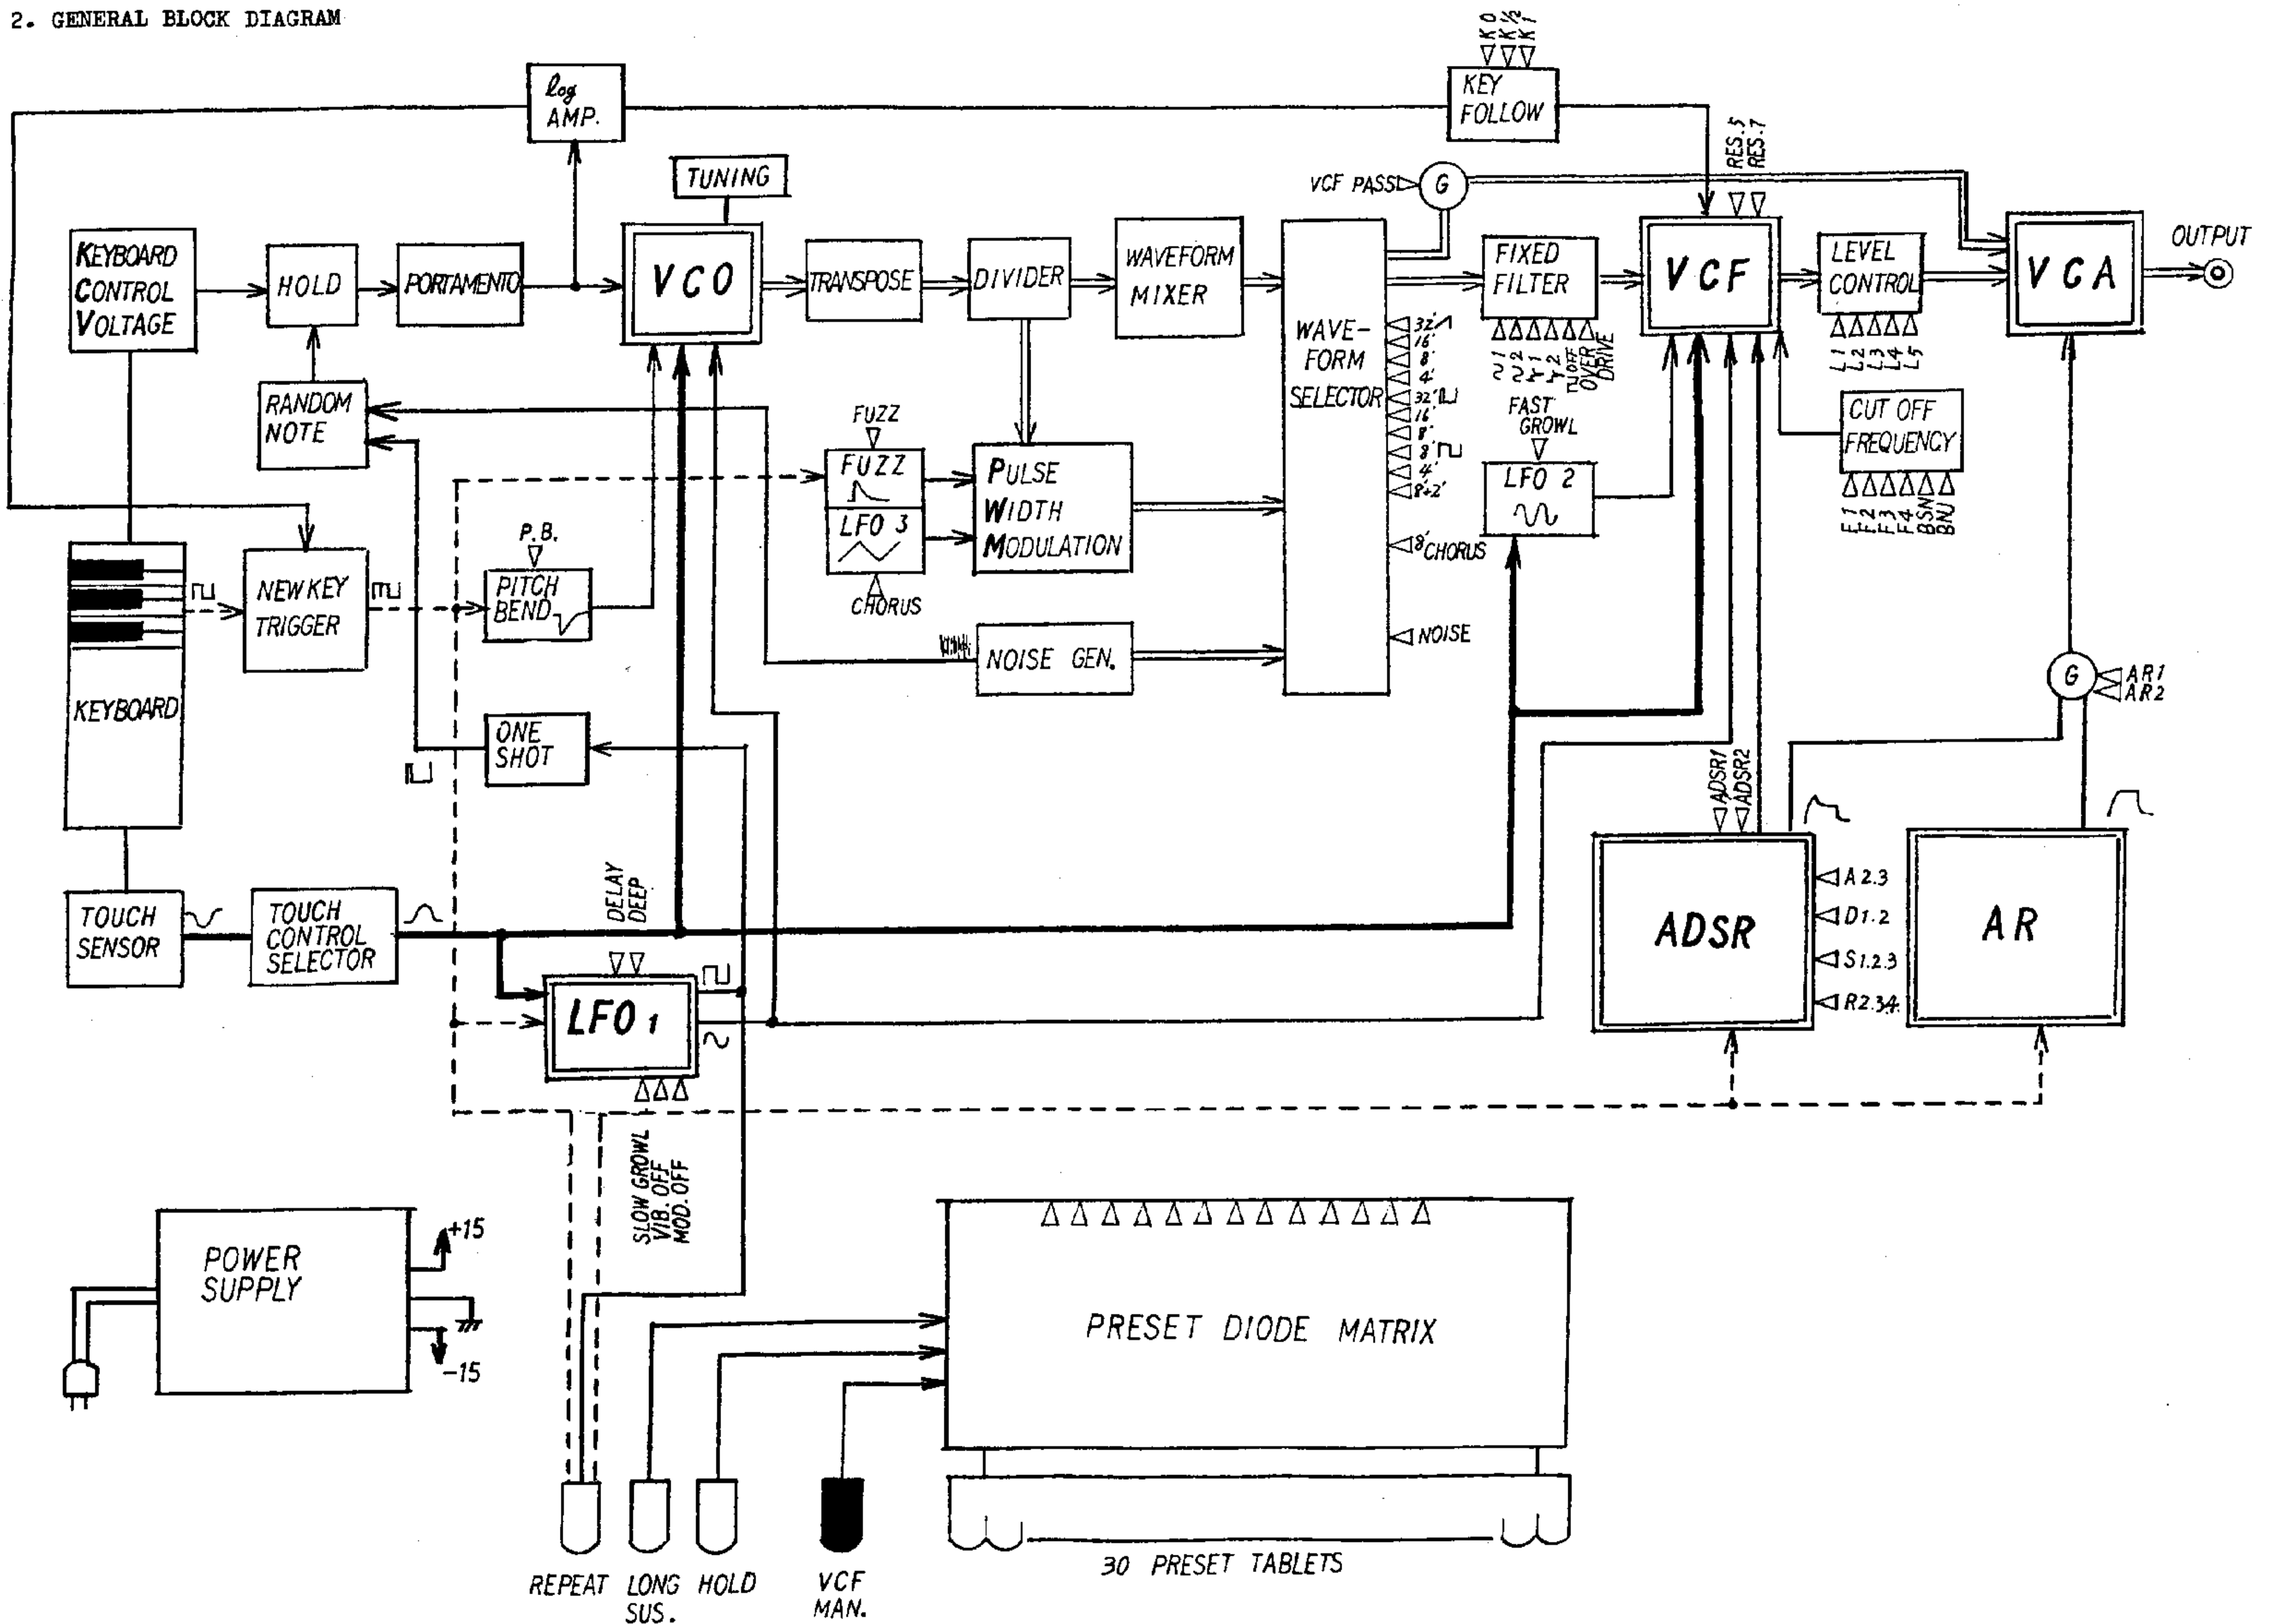 2. GENERAL BLOCK DIAGRAM
K 0
K ½
K 1
log
AMP.
KEY
FOLLOW
RES.5
RES.7
TUNING
VCF PASS
G
KEYBOARD
CONTROL
VOLTAGE
HOLD
PORTAMENTO
VCO
TRANSPOSE
DIVIDER
WAVEFORM
MIXER
WAVE-
FORM
SELECTOR
FIXED
FILTER
VCF
LEVEL
CONTROL
VCA
OUTPUT
32'
16'
8'
4'
32'
16'
8'
8'
4'
8'+2'
8' CHORUS
NOISE
OVER
DRIVE
L1
L2
L3
L4
L5
RANDOM
NOTE
FUZZ
FUZZ
LFO 3
CHORUS
PULSE
WIDTH
MODULATION
FAST
GROWL
LFO 2
CUT OFF
FREQUENCY
F1
F2
F3
F4
BSN
BNJ
P.B.
PITCH
BEND
NEW KEY
TRIGGER
KEYBOARD
NOISE GEN.
G
AR1
AR2
ONE
SHOT
ADSR1
ADSR2
ADSR
A2.3
D1.2
S1.2.3
R2.3.4.
AR
TOUCH
SENSOR
TOUCH
CONTROL
SELECTOR
DELAY
DEEP
LFO 1
SLOW GROWL
VIB. OFF
MOD. OFF
POWER
SUPPLY
+15
-15
PRESET DIODE MATRIX
30 PRESET TABLETS
REPEAT
LONG
SUS.
HOLD
VCF
MAN.